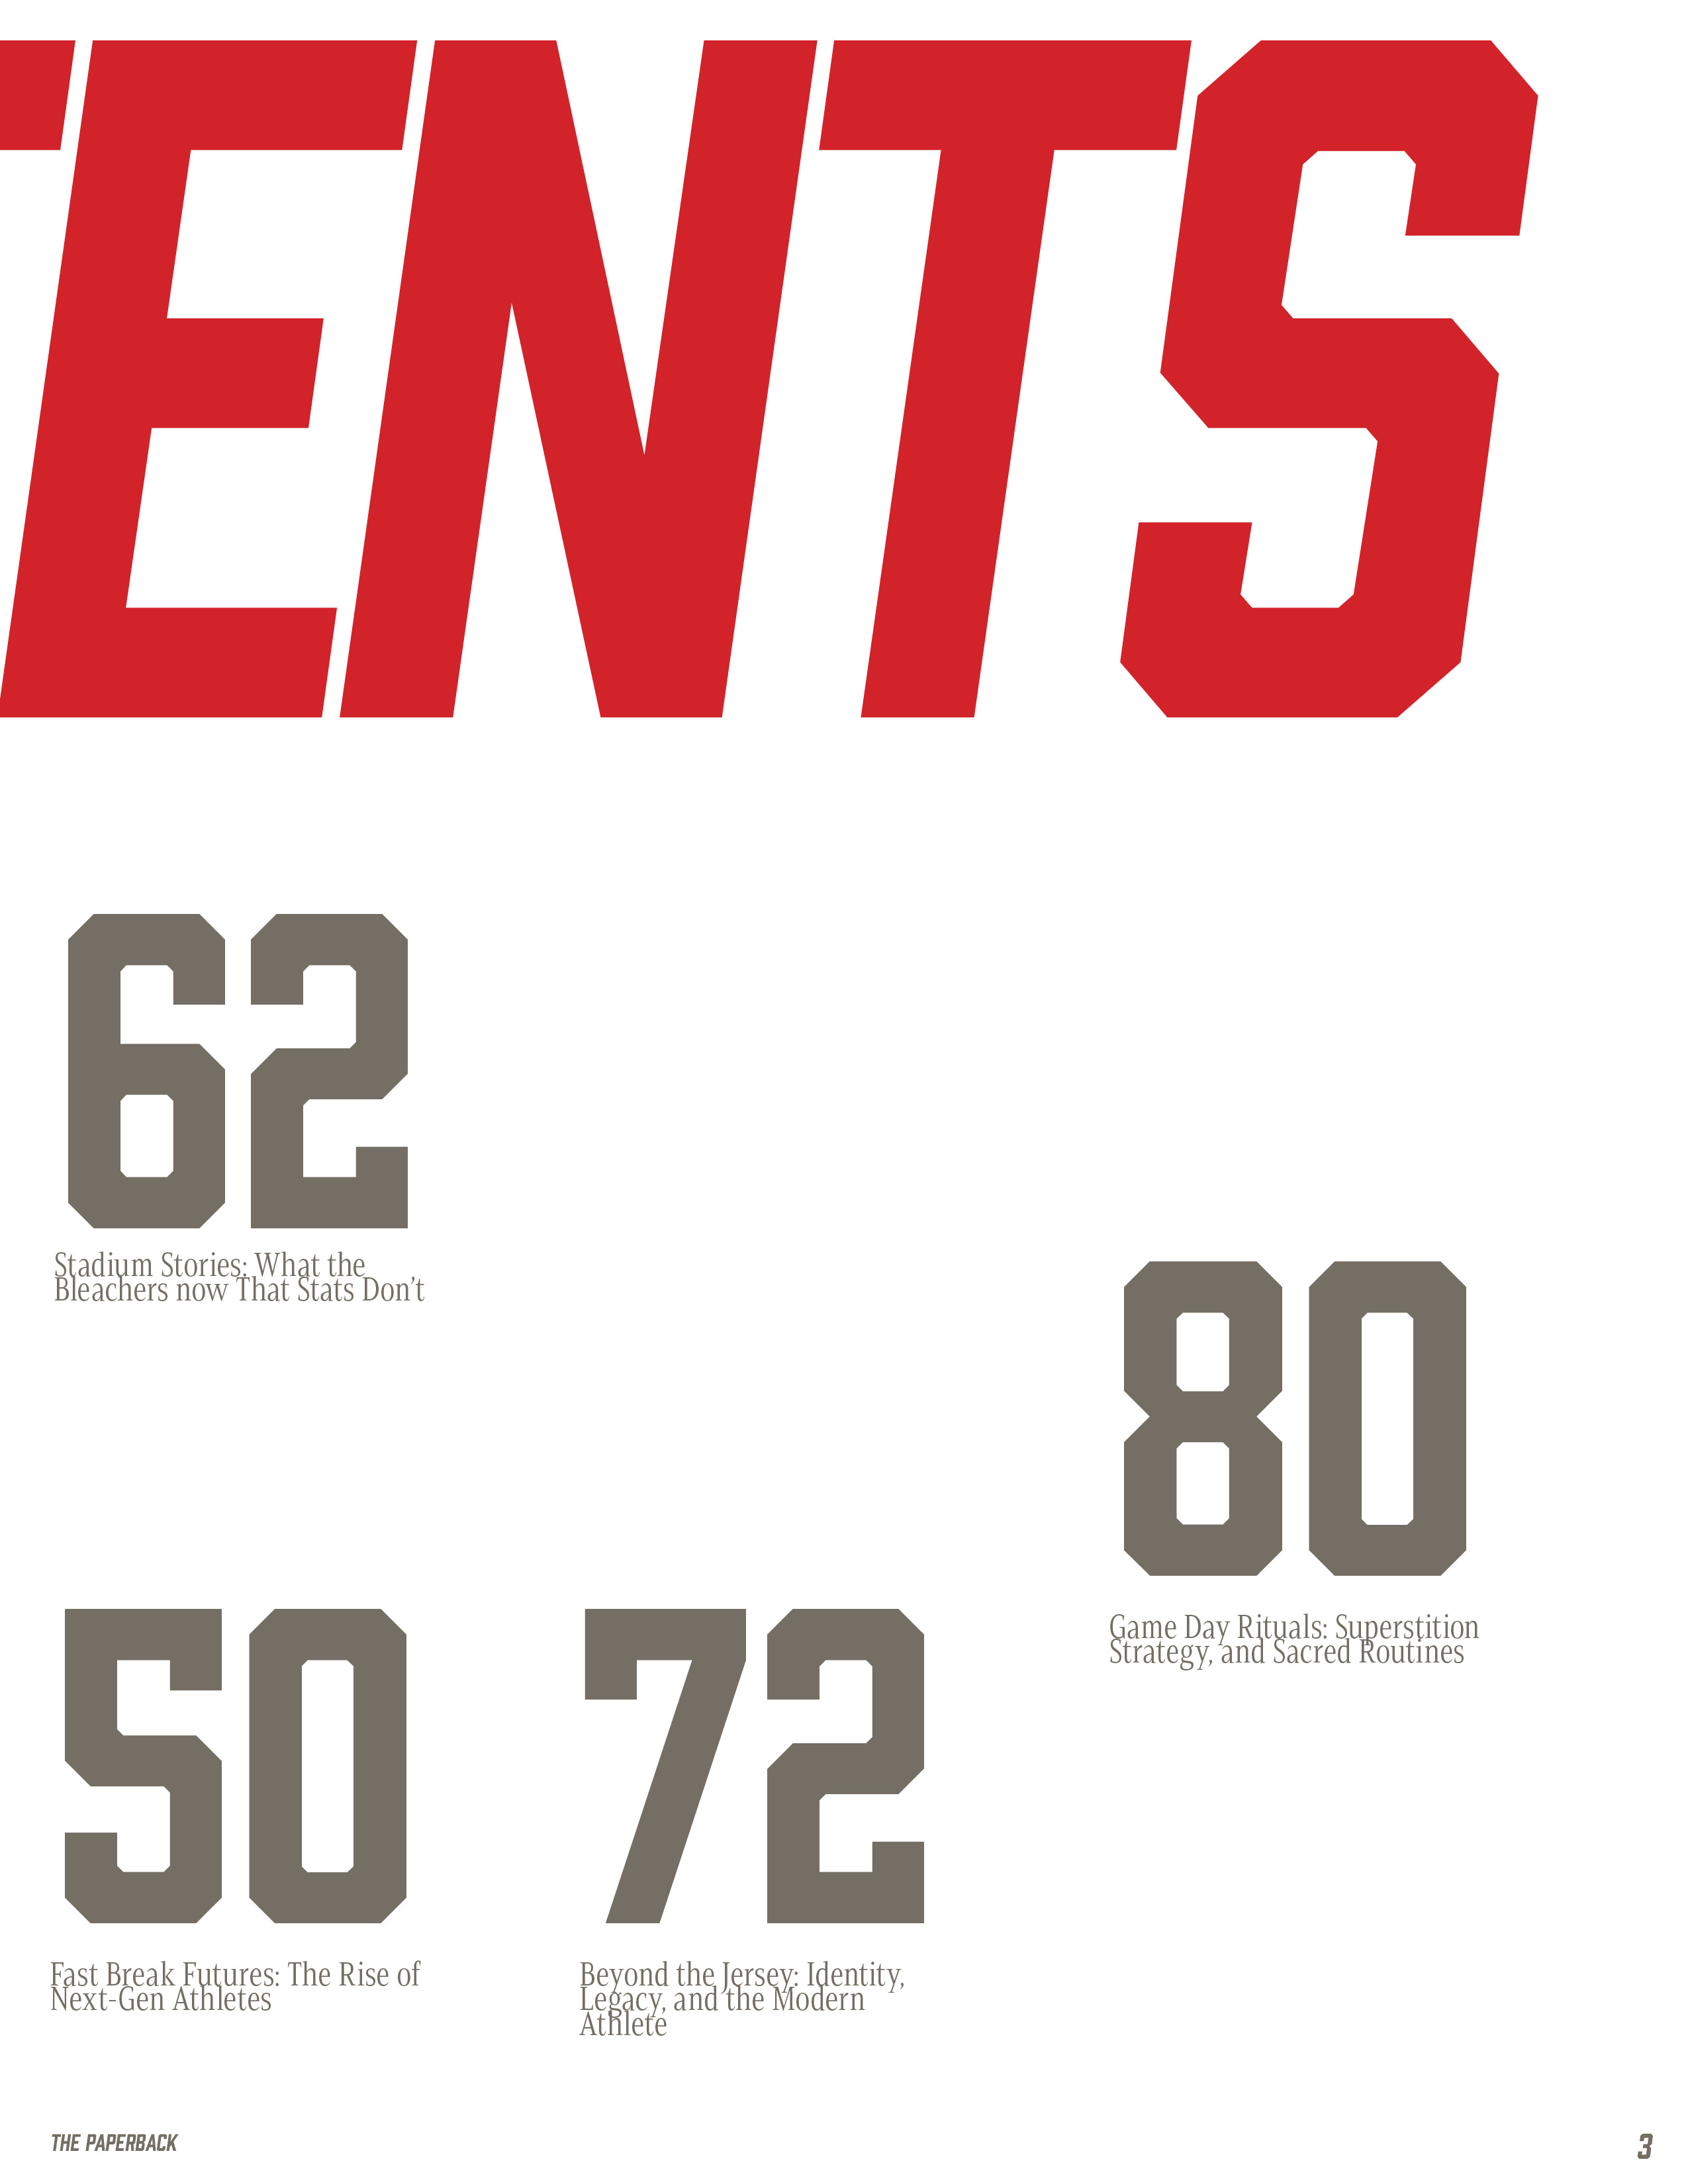 TENTS
62
Stadium Stories: What the
Bleachers now That Stats Don’t
80
Game Day Rituals: Superstition
Strategy, and Sacred Routines
50
Fast Break Futures: The Rise of
Next-Gen Athletes
72
Beyond the Jersey: Identity,
Legacy, and the Modern
Athlete
THE PAPERBACK
3